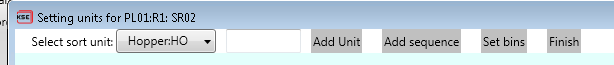 KSE Setting units for PL01:R1: SR02
Select sort unit: Hopper:HO Add Unit Add sequence Set bins Finish